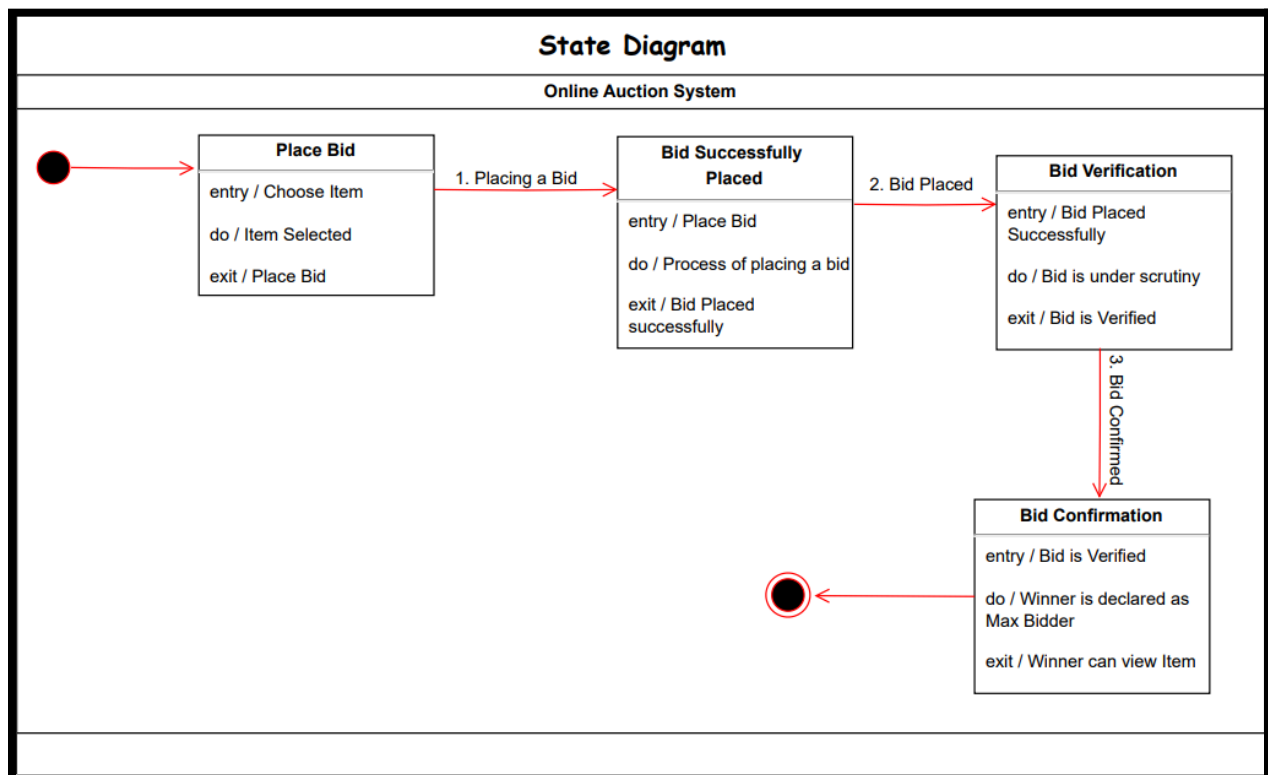 State Diagram
Online Auction System
Place Bid
entry / Choose Item
do / Item Selected
exit / Place Bid
1. Placing a Bid
Bid Successfully
Placed
entry / Place Bid
do / Process of placing a bid
exit / Bid Placed
successfully
2. Bid Placed
Bid Verification
entry / Bid Placed
Successfully
do / Bid is under scrutiny
exit / Bid is Verified
3. Bid Confirmed
Bid Confirmation
entry / Bid is Verified
do / Winner is declared as
Max Bidder
exit / Winner can view Item